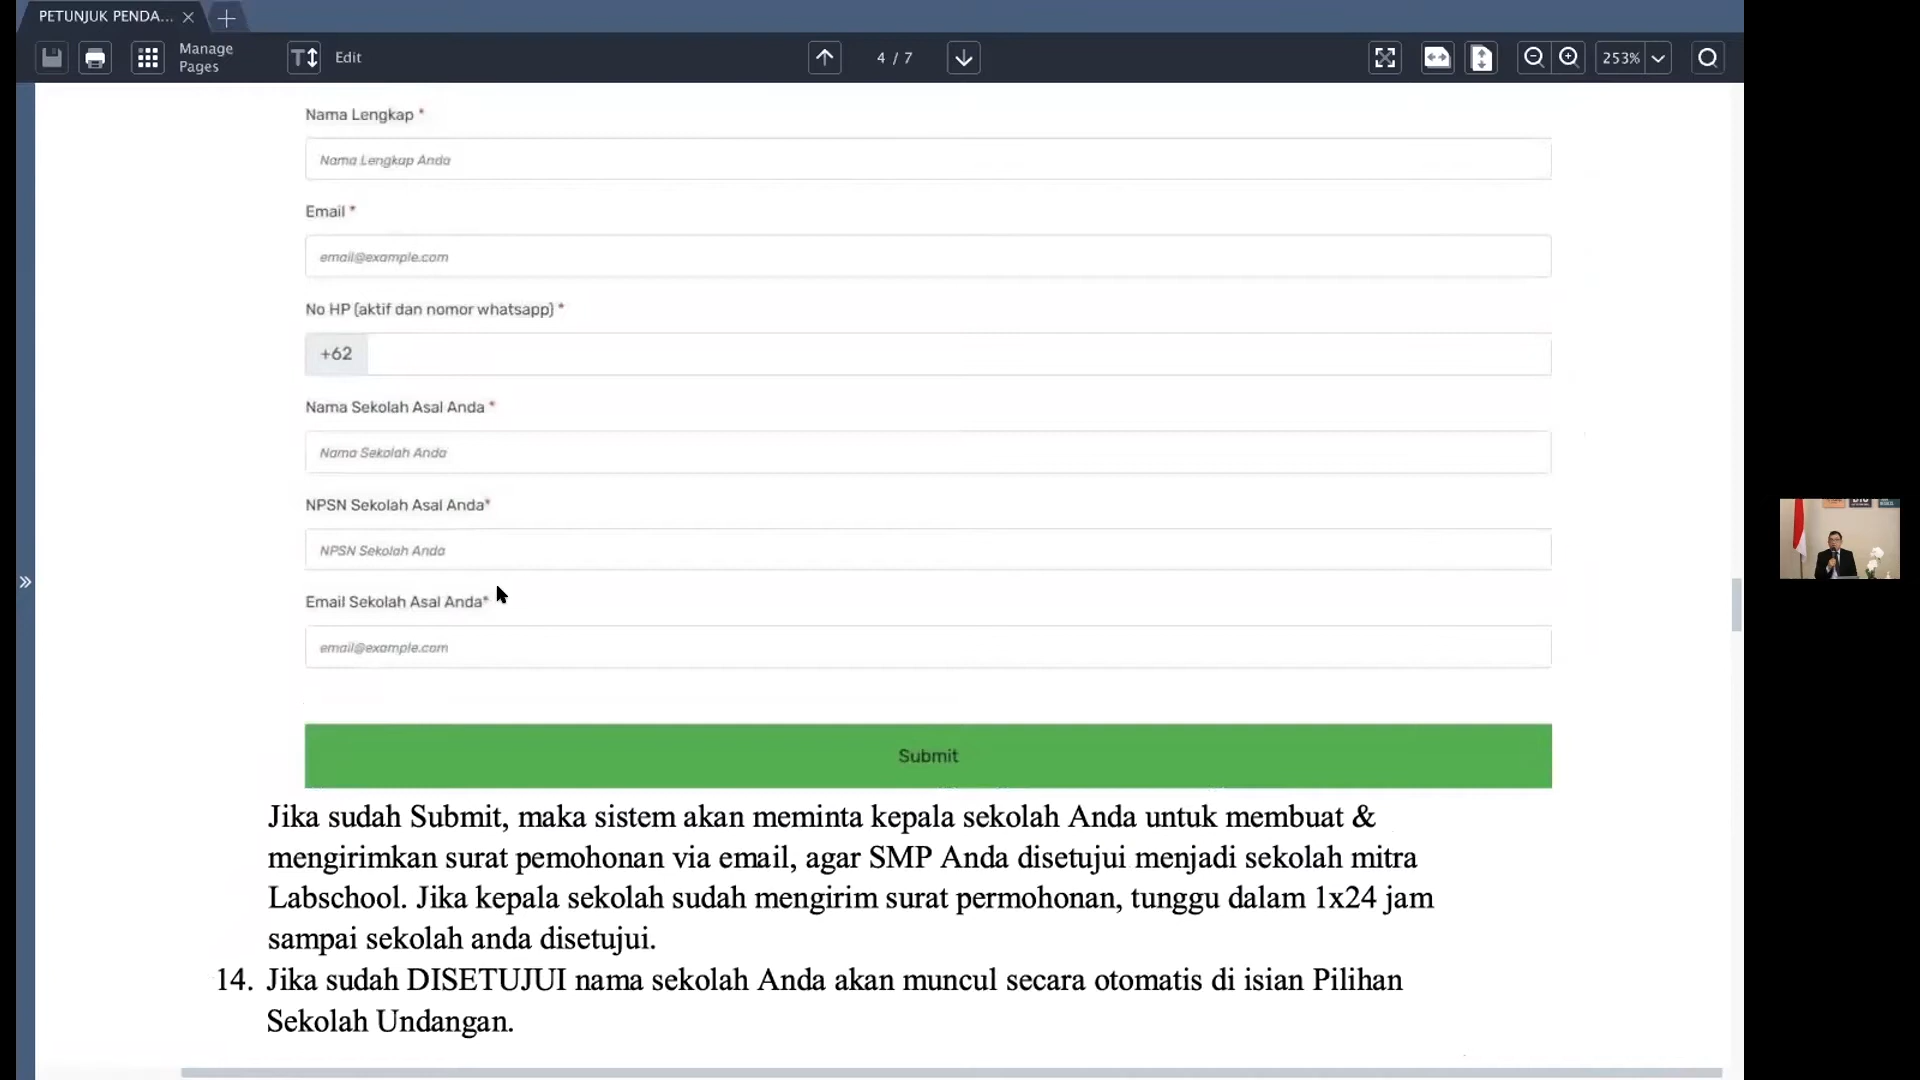 PETUNJUK PENDA...
Manage
Pages
Edit
4 / 7
253%
Nama Lengkap *
Nama Lengkap Anda
Email *
email@example.com
No HP (aktif dan nomor whatsapp) *
+62
Nama Sekolah Asal Anda *
Nama Sekolah Anda
NPSN Sekolah Asal Anda*
NPSN Sekolah Anda
Email Sekolah Asal Anda*
email@example.com
Submit
Jika sudah Submit, maka sistem akan meminta kepala sekolah Anda untuk membuat &
mengirimkan surat pemohonan via email, agar SMP Anda disetujui menjadi sekolah mitra
Labschool. Jika kepala sekolah sudah mengirim surat permohonan, tunggu dalam 1x24 jam
sampai sekolah anda disetujui.
14. Jika sudah DISETUJUI nama sekolah Anda akan muncul secara otomatis di isian Pilihan
Sekolah Undangan.